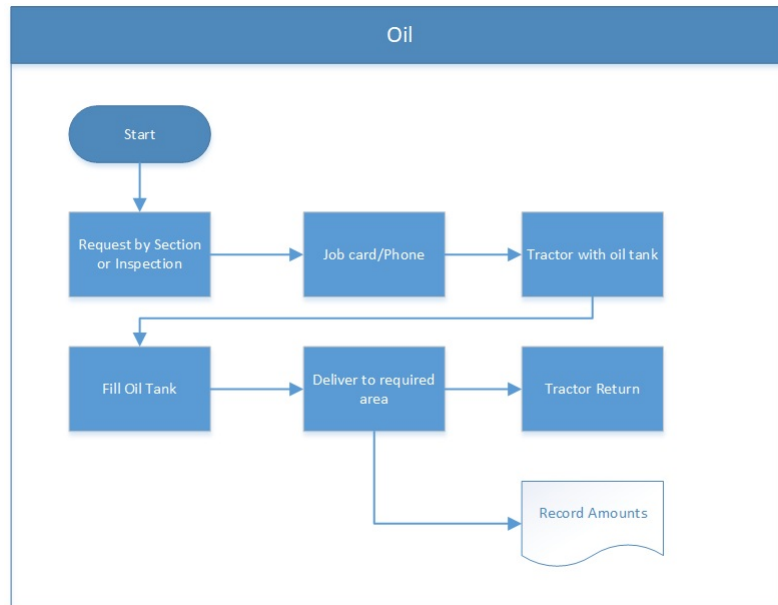 Oil
Start
Request by Section
or Inspection
Job card/Phone
Tractor with oil tank
Fill Oil Tank
Deliver to required
area
Tractor Return
Record Amounts